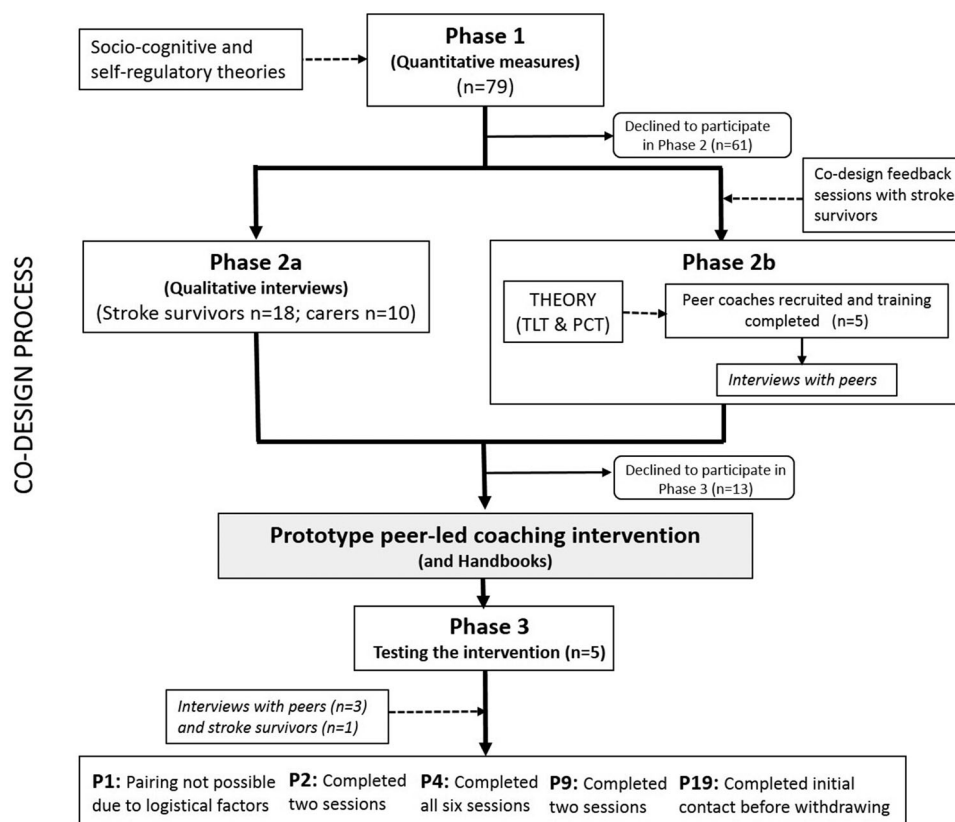 Phase 1
(Quantitative measures)
(n=79)
Socio-cognitive and
self-regulatory theories
Declined to participate
in Phase 2 (n=61)
Co-design feedback
sessions with stroke
survivors
CO-DESIGN PROCESS
Phase 2a
(Qualitative interviews)
(Stroke survivors n=18; carers n=10)
Phase 2b
THEORY
(TLT & PCT)
Peer coaches recruited and training
completed (n=5)
Interviews with peers
Declined to participate in
Phase 3 (n=13)
Prototype peer-led coaching intervention
(and Handbooks)
Phase 3
Testing the intervention (n=5)
Interviews with peers (n=3)
and stroke survivors (n=1)
P1: Pairing not possible
due to logistical factors
P2: Completed
two sessions
P4: Completed
all six sessions
P9: Completed
two sessions
P19: Completed initial
contact before withdrawing